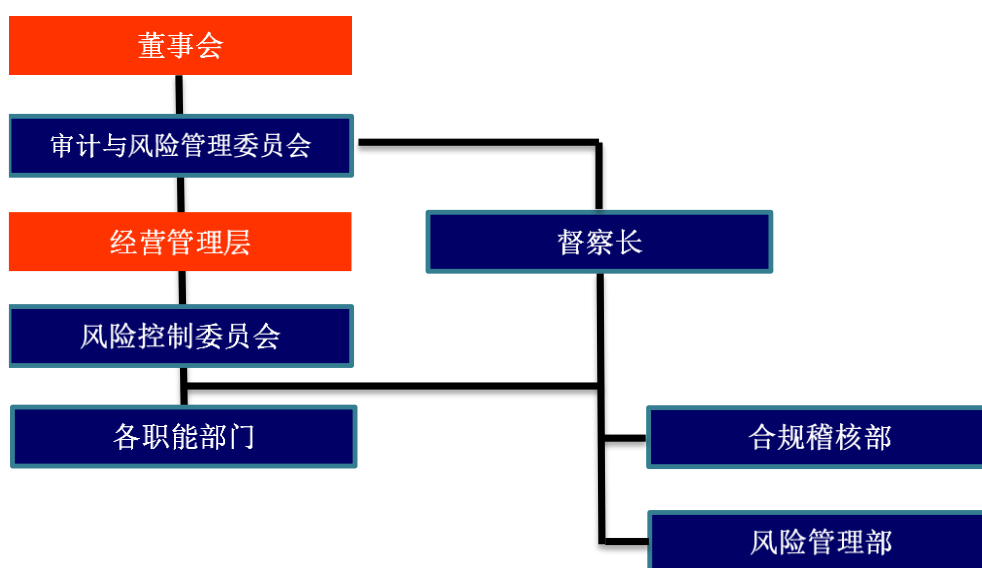 董事会
审计与风险管理委员会
经营管理层
督察长
风险控制委员会
各职能部门
合规稽核部
风险管理部